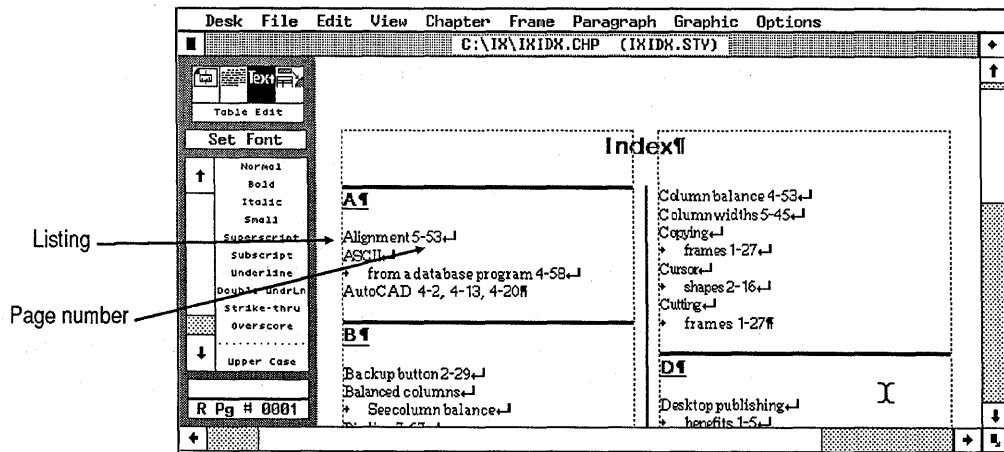 Desk File Edit View Chapter Frame Paragraph Graphic Options
C:\IX\IXIDX.CHP (IXIDX.STY)
Text
Table Edit
Set Font
Normal
Bold
Italic
Small
Superscript
Subscript
Underline
Double UndrLn
Strike-thru
Overscore
Upper Case
R Pg # 0001
Listing
Page number
Index¶
A¶
Alignment 5-53↵
ASCII↵
from a database program 4-58↵
AutoCAD 4-2, 4-13, 4-20¶
B¶
Backup button 2-29↵
Balanced columns↵
See column balance↵
Column balance 4-53↵
Column widths 5-45↵
Copying↵
frames 1-27↵
Cursor↵
shapes 2-16↵
Cutting↵
frames 1-27¶
D¶
Desktop publishing↵
benefits 1-5↵